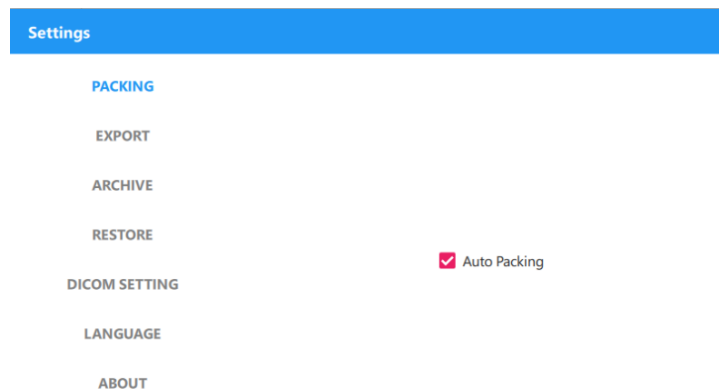 Settings
PACKING
EXPORT
ARCHIVE
RESTORE
Auto Packing
DICOM SETTING
LANGUAGE
ABOUT